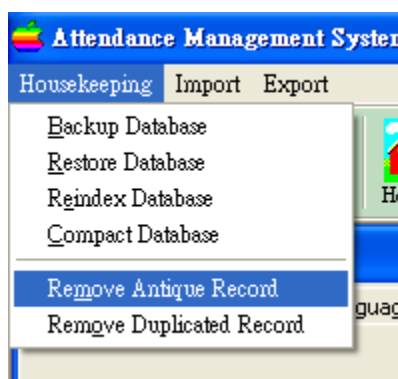 Attendance Management System
Housekeeping Import Export
Backup Database
Restore Database
Reindex Database
Compact Database
Remove Antique Record
Remove Duplicated Record